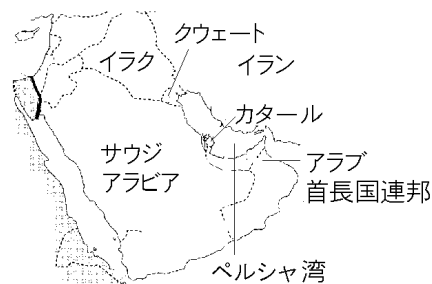 クウェート
イラク
イラン
カタール
サウジ
アラビア
アラブ
首長国連邦
ペルシャ湾